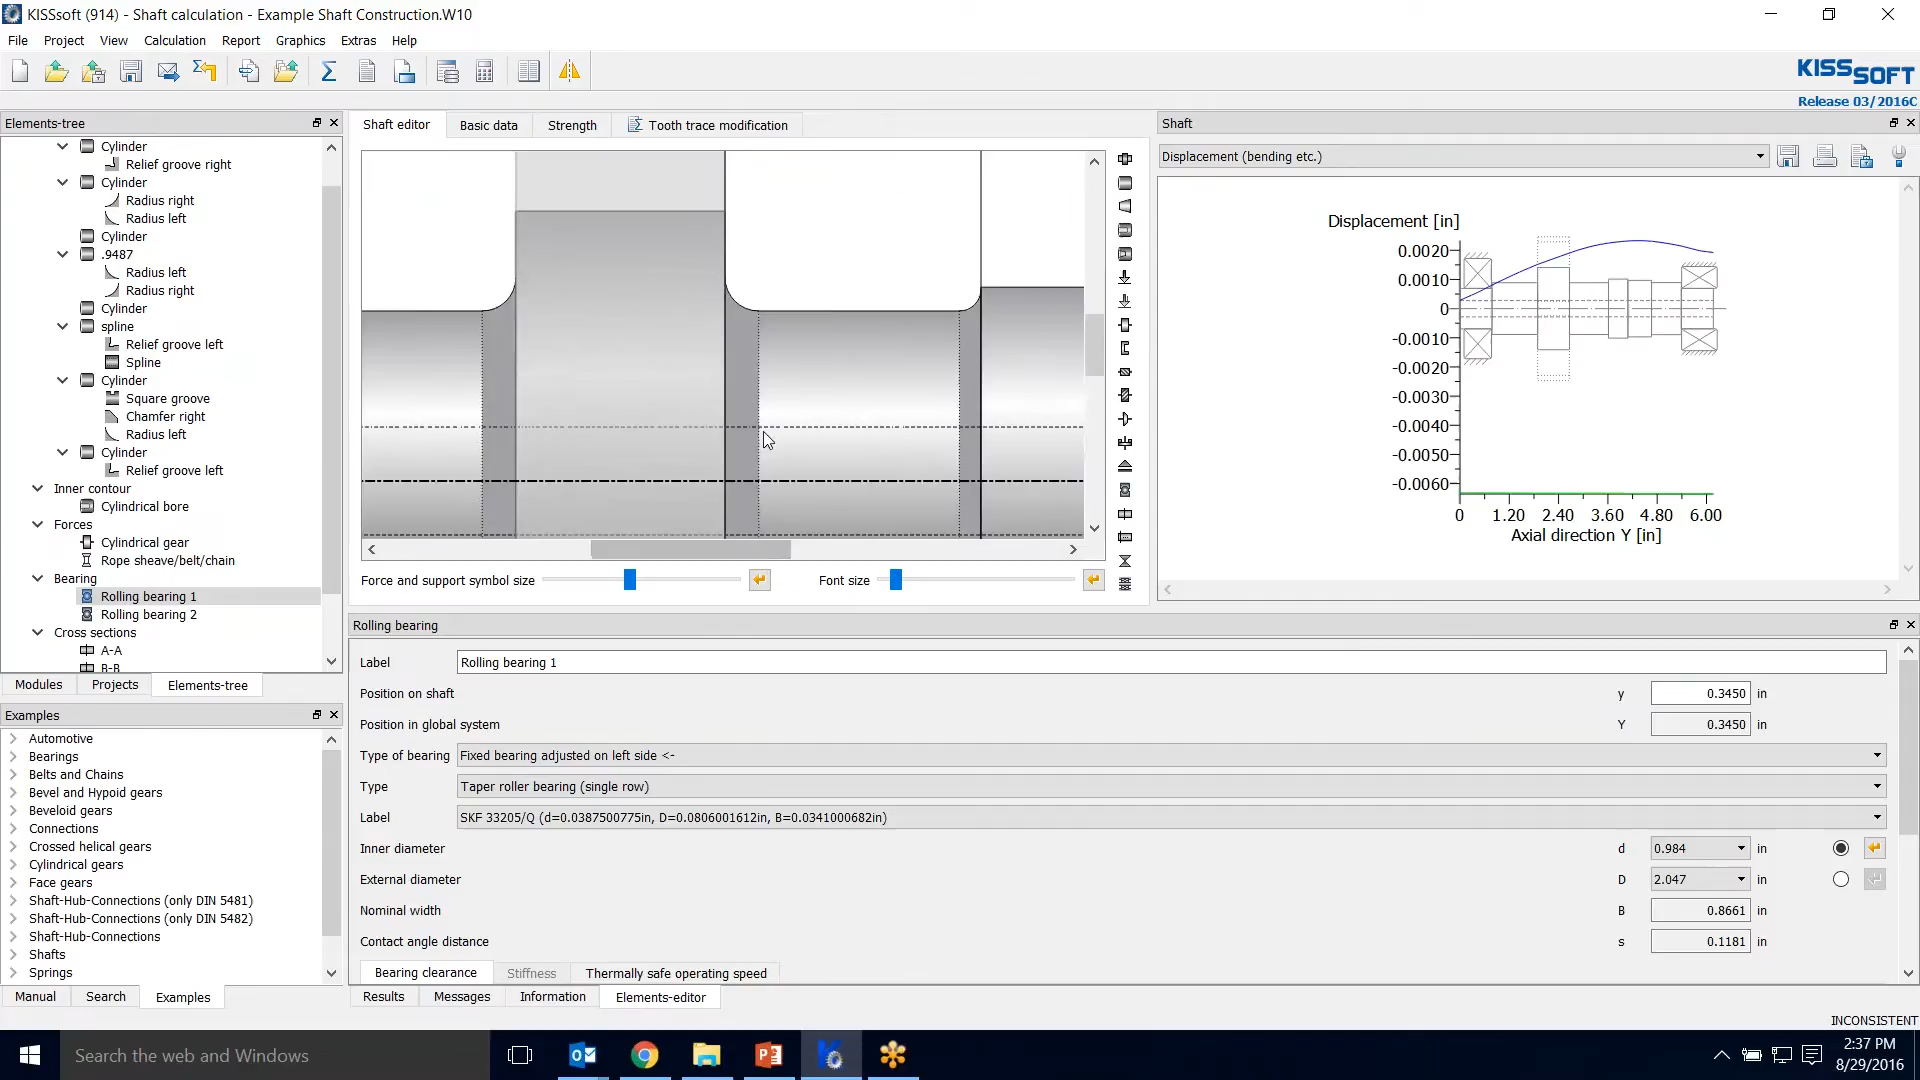 KISSsoft (914) - Shaft calculation - Example Shaft Construction.W10
File Project View Calculation Report Graphics Extras Help
KISSSOFT
Release 03/2016C
Elements-tree
Cylinder
Relief groove right
Cylinder
Radius right
Radius left
Cylinder
.9487
Radius left
Radius right
Cylinder
spline
Relief groove left
Spline
Cylinder
Square groove
Chamfer right
Radius left
Cylinder
Relief groove left
Inner contour
Cylindrical bore
Forces
Cylindrical gear
Rope sheave/belt/chain
Bearing
Rolling bearing 1
Rolling bearing 2
Cross sections
A-A
B-B
Modules Projects Elements-tree
Examples
Automotive
Bearings
Belts and Chains
Bevel and Hypoid gears
Beveloid gears
Connections
Crossed helical gears
Cylindrical gears
Face gears
Shaft-Hub-Connections (only DIN 5481)
Shaft-Hub-Connections (only DIN 5482)
Shaft-Hub-Connections
Shafts
Springs
Manual Search Examples
Shaft editor Basic data Strength Tooth trace modification
Force and support symbol size Font size
Shaft
Displacement (bending etc.)
Displacement [in]
0.0020
0.0010
0
-0.0010
-0.0020
-0.0030
-0.0040
-0.0050
-0.0060
0 1.20 2.40 3.60 4.80 6.00
Axial direction Y [in]
Rolling bearing
Label Rolling bearing 1
Position on shaft y 0.3450 in
Position in global system Y 0.3450 in
Type of bearing Fixed bearing adjusted on left side <-
Type Taper roller bearing (single row)
Label SKF 33205/Q (d=0.0387500775in, D=0.0806001612in, B=0.0341000682in)
Inner diameter d 0.984 in
External diameter D 2.047 in
Nominal width B 0.8661 in
Contact angle distance s 0.1181 in
Bearing clearance Stiffness Thermally safe operating speed
Results Messages Information Elements-editor
INCONSISTENT
Search the web and Windows
2:37 PM
8/29/2016